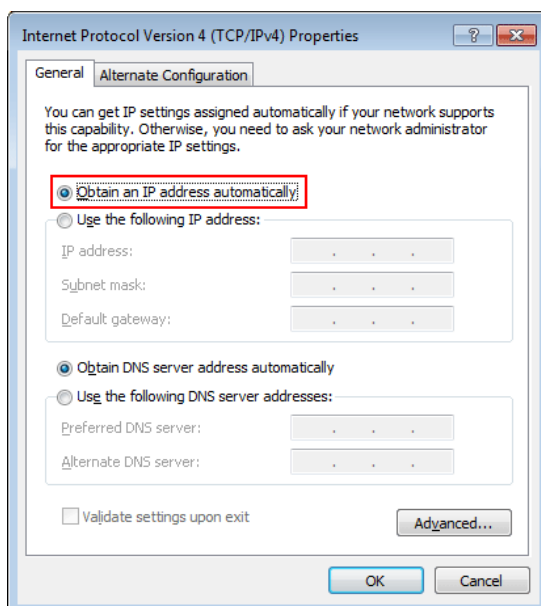 Internet Protocol Version 4 (TCP/IPv4) Properties
General
Alternate Configuration
You can get IP settings assigned automatically if your network supports
this capability. Otherwise, you need to ask your network administrator
for the appropriate IP settings.
Obtain an IP address automatically
Use the following IP address:
IP address:
Subnet mask:
Default gateway:
Obtain DNS server address automatically
Use the following DNS server addresses:
Preferred DNS server:
Alternate DNS server:
Validate settings upon exit
Advanced...
OK
Cancel